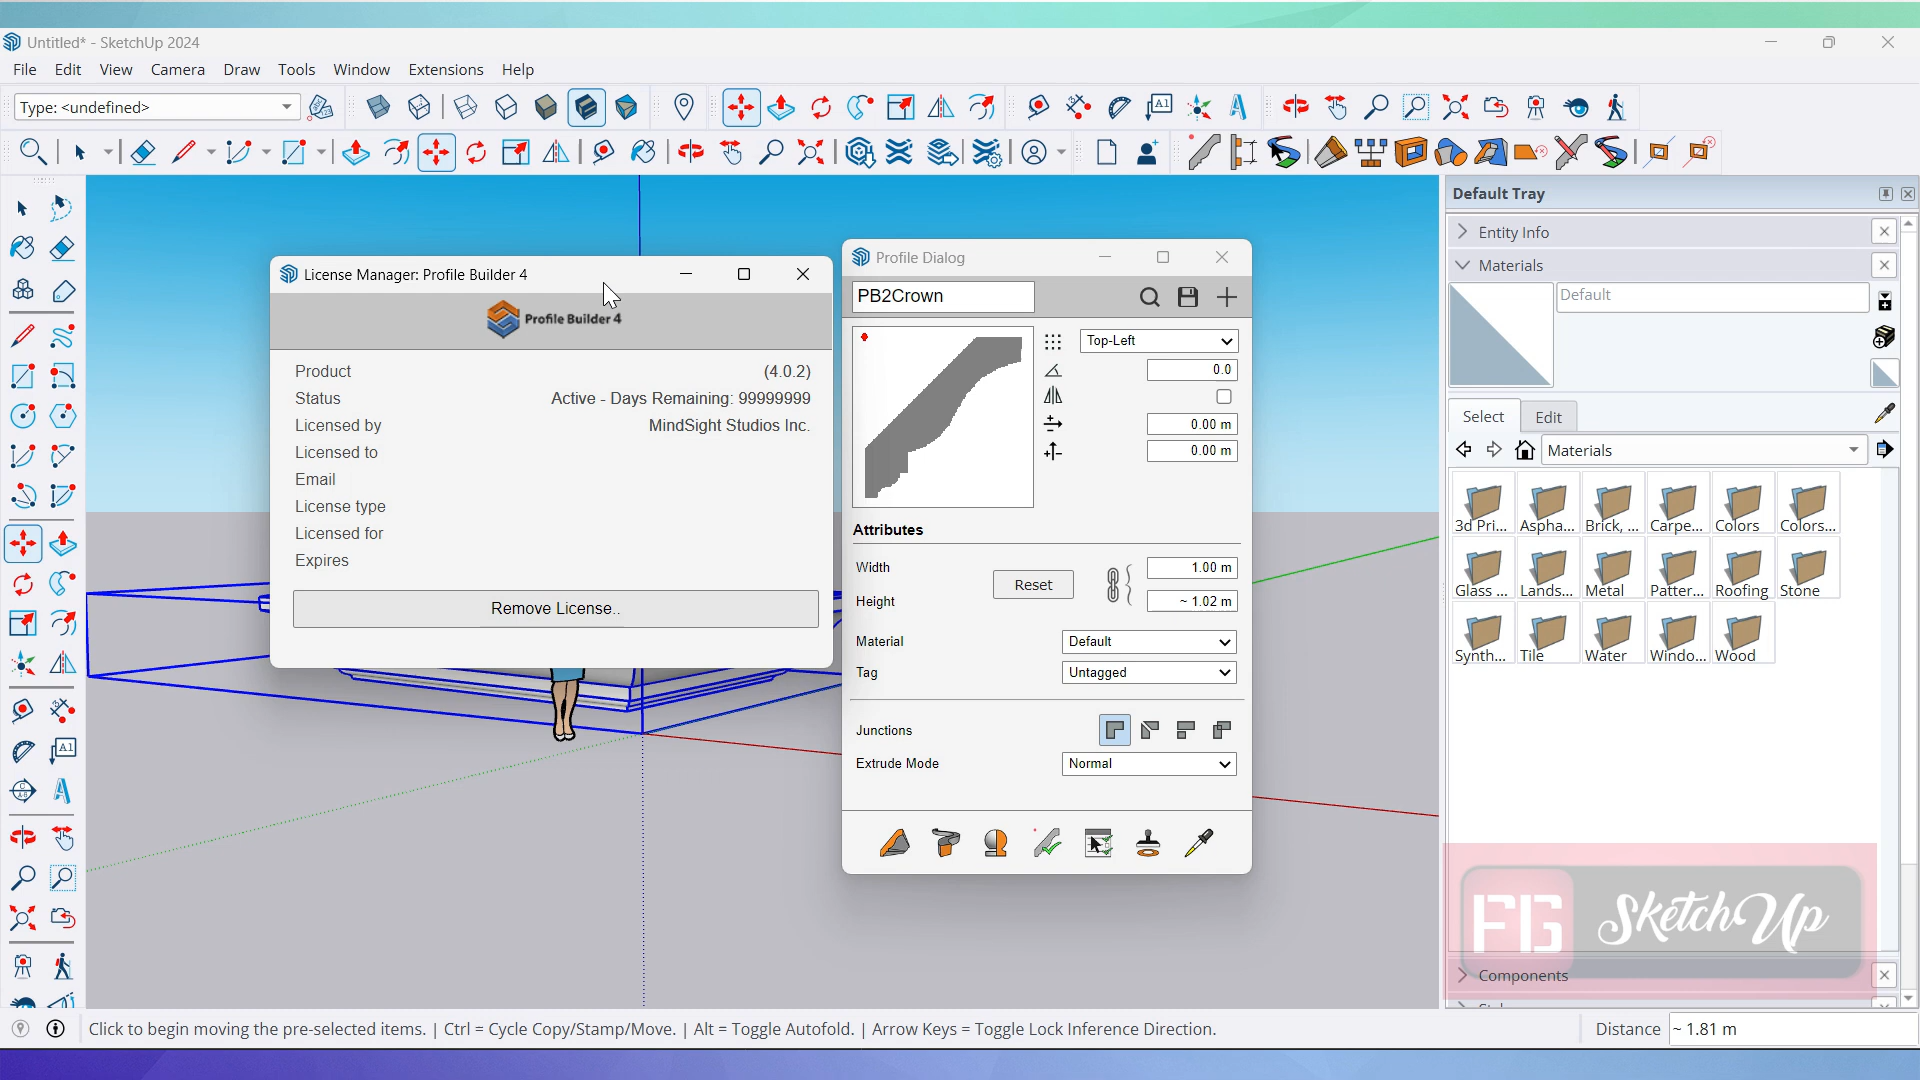 Untitled* - SketchUp 2024
File Edit View Camera Draw Tools Window Extensions Help
Type: <undefined>
A1
Default Tray
Entity Info
Materials
Default
Select Edit
Materials
3d Pri... Aspha... Brick, ... Carpe... Colors Colors...
Glass ... Lands... Metal Patter... Roofing Stone
Synth... Tile Water Windo... Wood
Components
License Manager: Profile Builder 4
Profile Builder 4
Product (4.0.2)
Status Active - Days Remaining: 99999999
Licensed by MindSight Studios Inc.
Licensed to
Email
License type
Licensed for
Expires
Remove License..
Profile Dialog
PB2Crown
Top-Left
0.0
0.00 m
0.00 m
Attributes
Width 1.00 m
Reset
Height ~ 1.02 m
Material Default
Tag Untagged
Junctions
Extrude Mode Normal
A1
FG SketchUp
Click to begin moving the pre-selected items. | Ctrl = Cycle Copy/Stamp/Move. | Alt = Toggle Autofold. | Arrow Keys = Toggle Lock Inference Direction.
Distance ~ 1.81 m